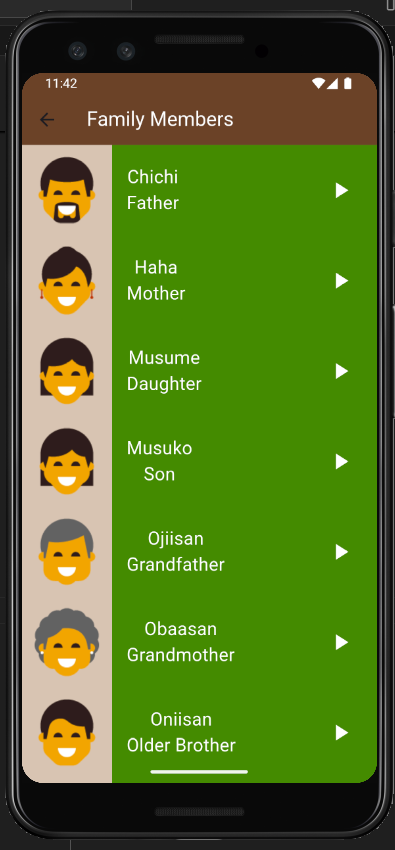 11:42
Family Members
Chichi
Father
Haha
Mother
Musume
Daughter
Musuko
Son
Ojiisan
Grandfather
Obaasan
Grandmother
Oniisan
Older Brother